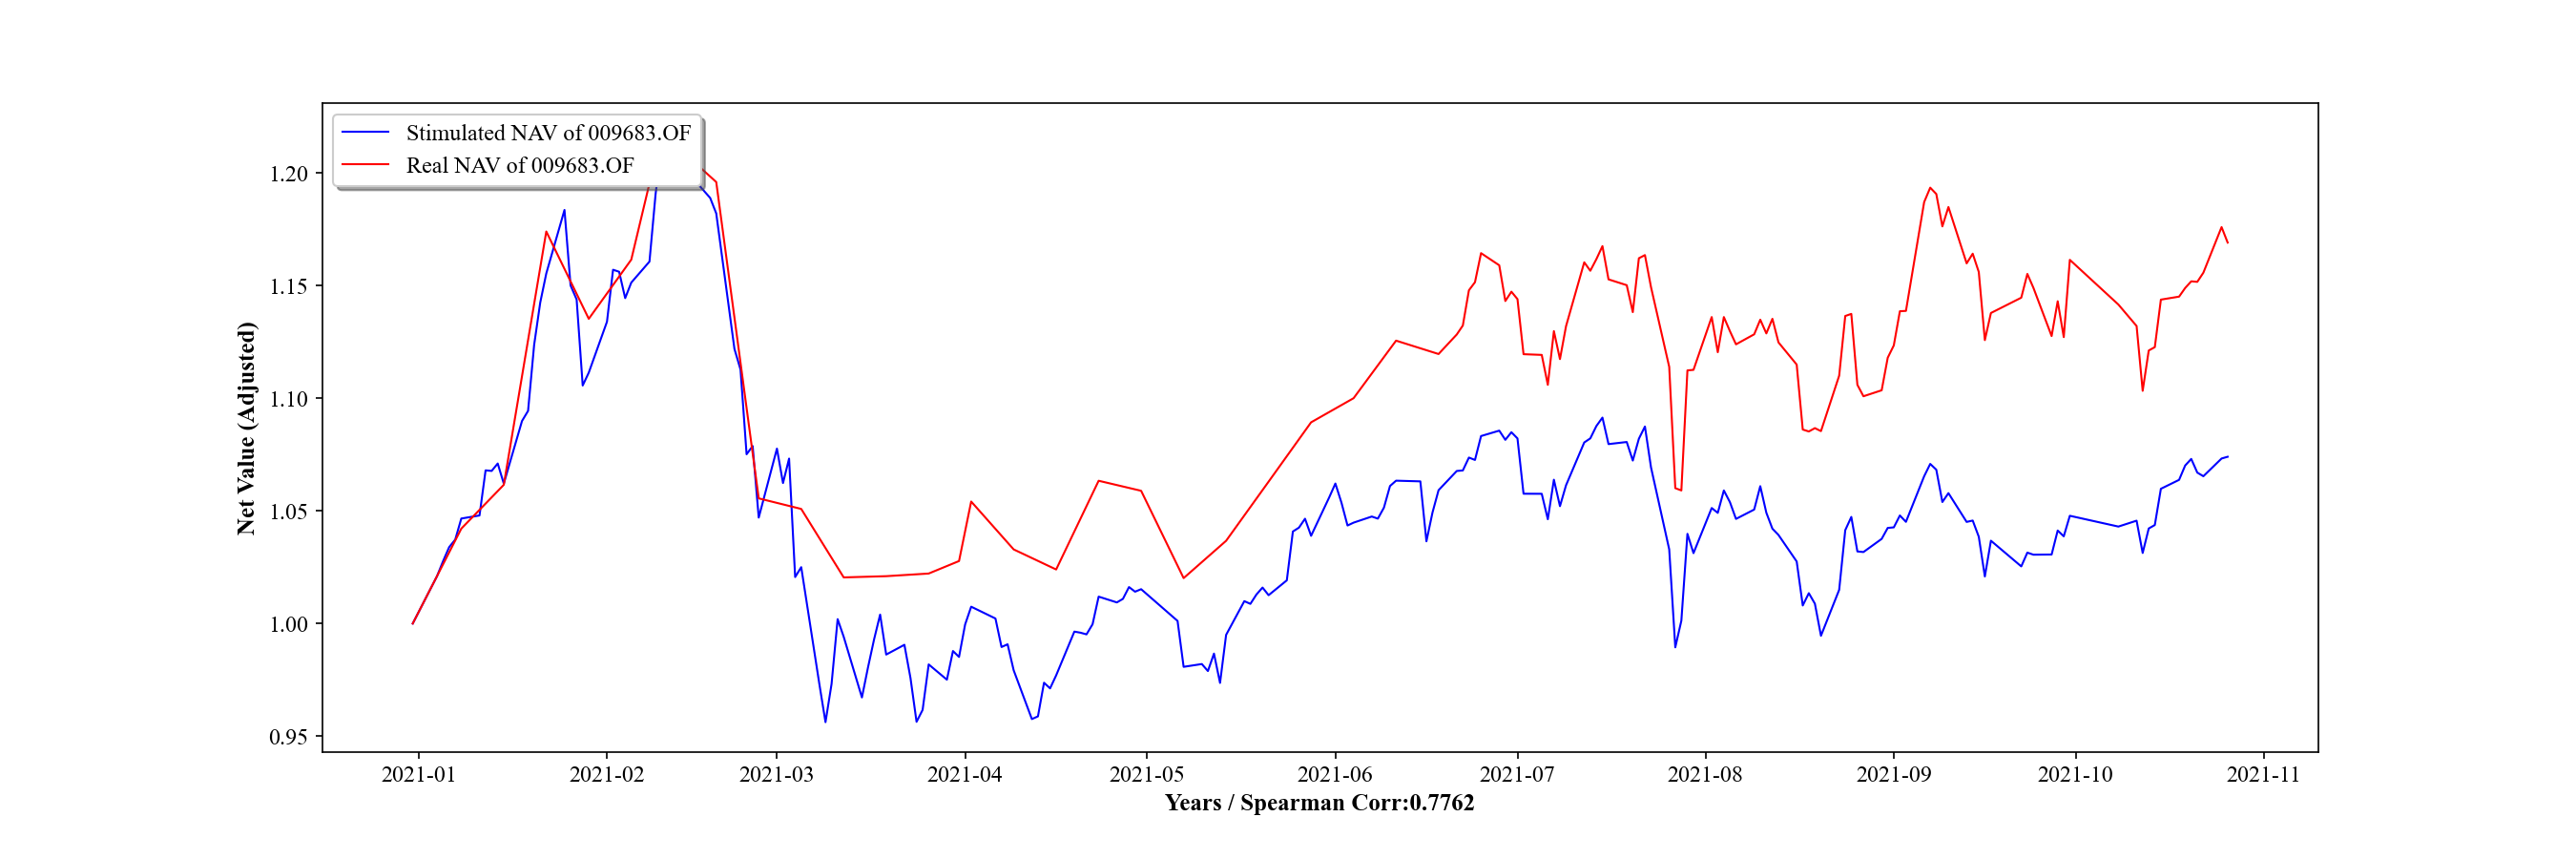 Stimulated NAV of 009683.OF
Real NAV of 009683.OF
1.20
1.15
1.10
1.05
1.00
0.95
Net Value (Adjusted)
2021-01 2021-02 2021-03 2021-04 2021-05 2021-06 2021-07 2021-08 2021-09 2021-10 2021-11
Years / Spearman Corr:0.7762